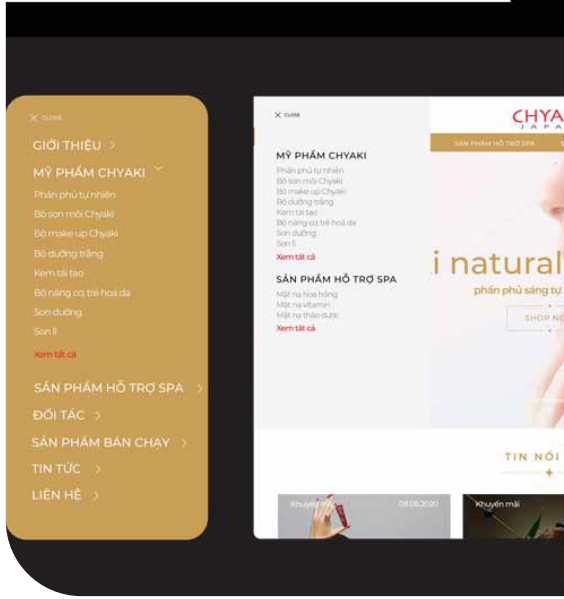 CLOSE
GIỚI THIỆU >
MỸ PHẨM CHYAKI
Phấn phủ tự nhiên
Bộ son môi Chyaki
Bộ make up Chyaki
Bộ dưỡng trắng
Kem tái tạo
Bộ nâng cơ, trẻ hoá da
Son dưỡng
Son lì
Xem tất cả
SẢN PHẨM HỖ TRỢ SPA >
ĐỐI TÁC >
SẢN PHẨM BÁN CHẠY >
TIN TỨC >
LIÊN HỆ >
CLOSE
MỸ PHẨM CHYAKI
Phấn phủ tự nhiên
Bộ son môi Chyaki
Bộ make up Chyaki
Bộ dưỡng trắng
Kem tái tạo
Bộ nâng cơ, trẻ hoá da
Son dưỡng
Son lì
Xem tất cả
SẢN PHẨM HỖ TRỢ SPA
Mặt nạ hoa hồng
Mặt nạ vitamin
Mặt nạ thảo dược
Xem tất cả
CHYA
JAPA
SẢN PHẨM HỖ TRỢ SPA
i natural
phấn phủ sáng tự
SHOP NO
TIN NỔI
Khuyến mãi
08.06.2020
Khuyến mãi